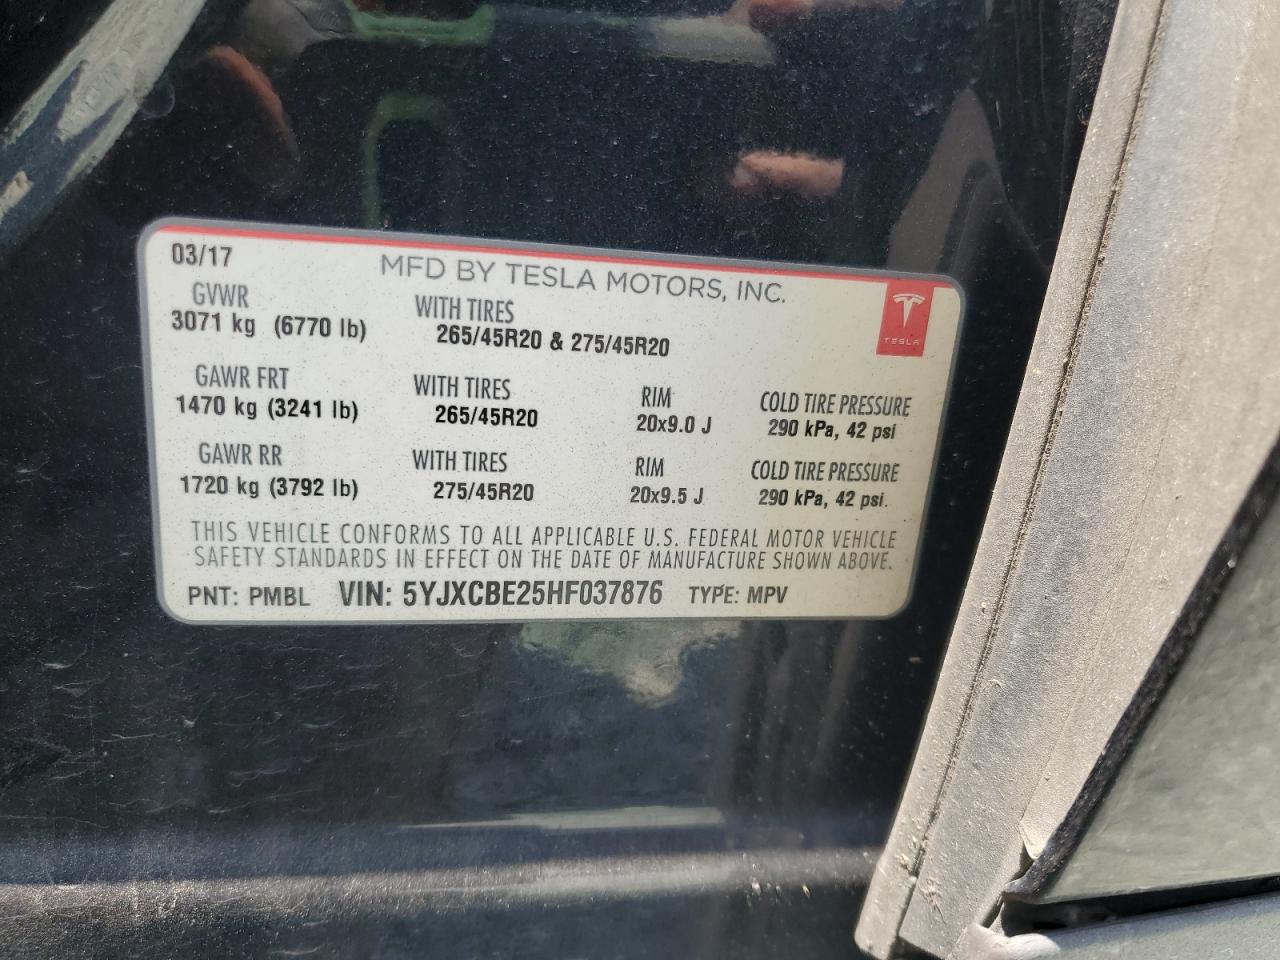 03/17 MFD BY TESLA MOTORS, INC.
GVWR WITH TIRES
3071 kg (6770 lb) 265/45R20 & 275/45R20
TESLA
GAWR FRT WITH TIRES RIM COLD TIRE PRESSURE
1470 kg (3241 lb) 265/45R20 20x9.0 J 290 kPa, 42 psi
GAWR RR WITH TIRES RIM COLD TIRE PRESSURE
1720 kg (3792 lb) 275/45R20 20x9.5 J 290 kPa, 42 psi.
THIS VEHICLE CONFORMS TO ALL APPLICABLE U.S. FEDERAL MOTOR VEHICLE
SAFETY STANDARDS IN EFFECT ON THE DATE OF MANUFACTURE SHOWN ABOVE.
PNT: PMBL VIN: 5YJXCBE25HF037876 TYPE: MPV